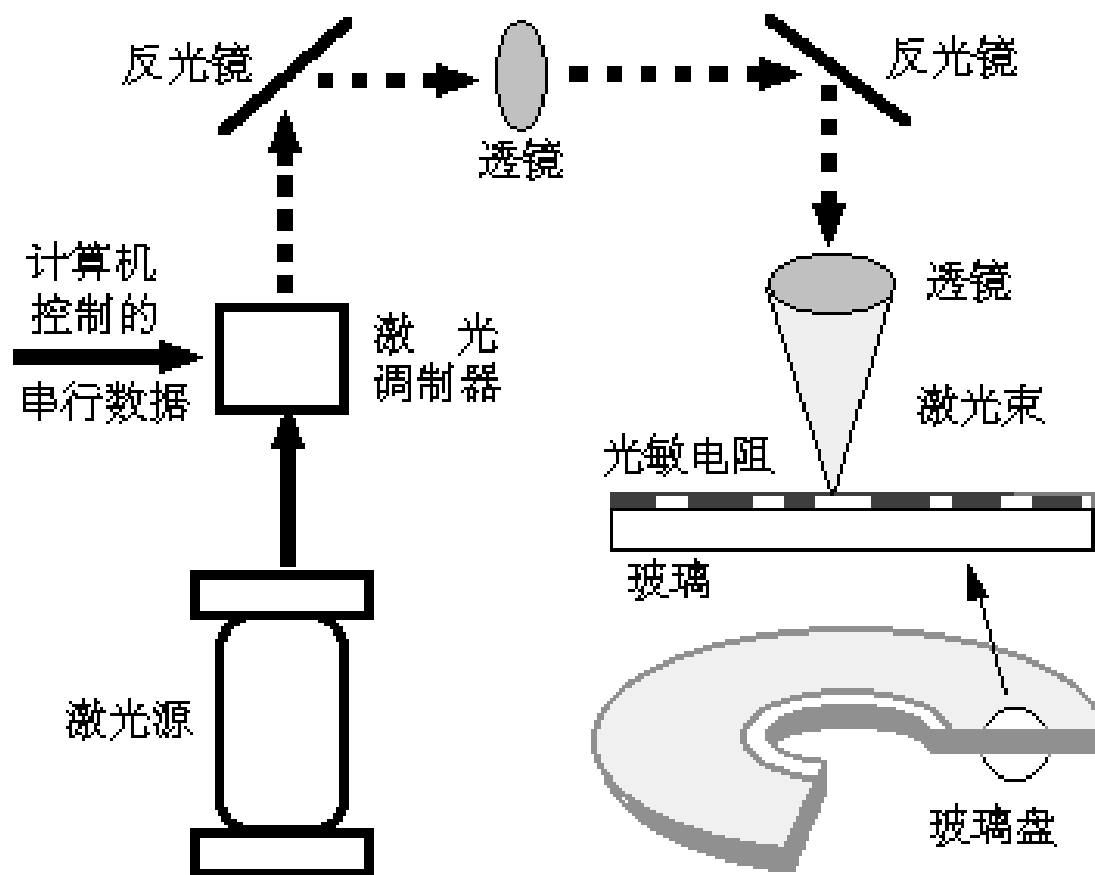 反光镜
反光镜
透镜
计算机
控制的
串行数据
激 光
调制器
透镜
激光束
光敏电阻
玻璃
激光源
玻璃盘